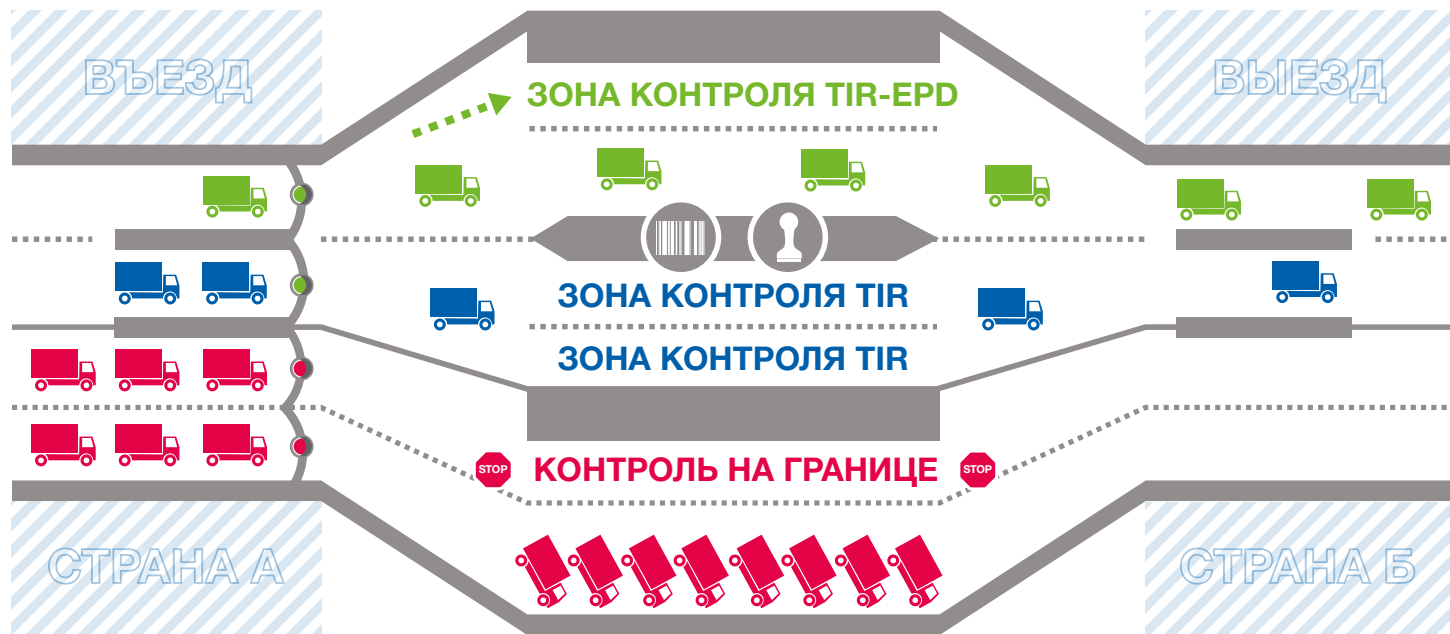 ВЪЕЗД
ЗОНА КОНТРОЛЯ TIR-EPD
ВЫЕЗД
ЗОНА КОНТРОЛЯ TIR
ЗОНА КОНТРОЛЯ TIR
STOP
КОНТРОЛЬ НА ГРАНИЦЕ
STOP
СТРАНА А
СТРАНА Б